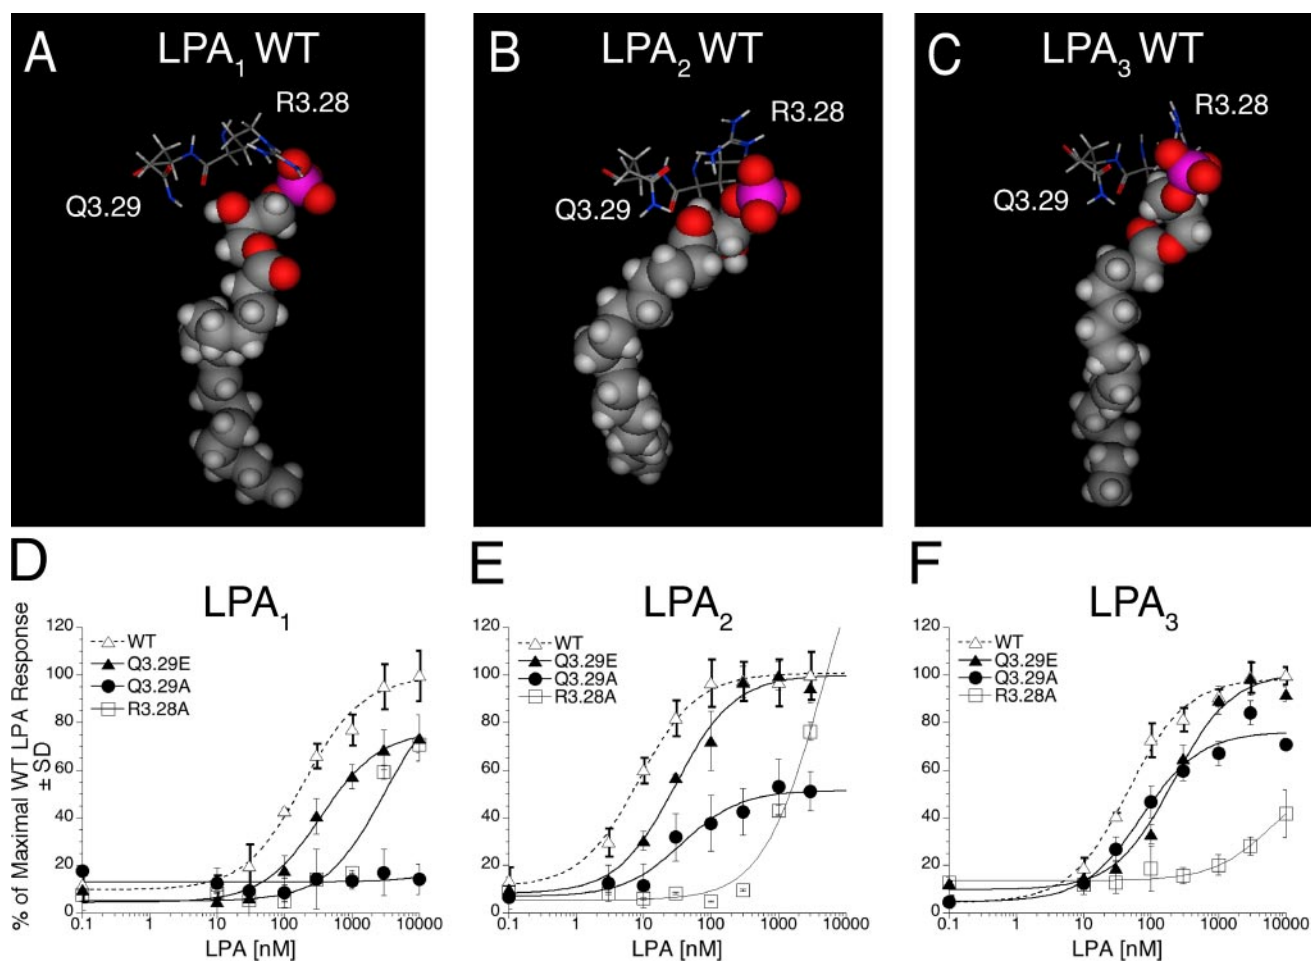 A LPA1 WT
R3.28
Q3.29
B LPA2 WT
R3.28
Q3.29
C LPA3 WT
R3.28
Q3.29
D
LPA1
% of Maximal WT LPA Response
± SD
120
100
80
60
40
20
0
WT
Q3.29E
Q3.29A
R3.28A
0.1 1 10 100 1000 10000
LPA [nM]
E
LPA2
120
100
80
60
40
20
0
WT
Q3.29E
Q3.29A
R3.28A
0.1 1 10 100 1000 10000
LPA [nM]
F
LPA3
120
100
80
60
40
20
0
WT
Q3.29E
Q3.29A
R3.28A
0.1 1 10 100 1000 10000
LPA [nM]